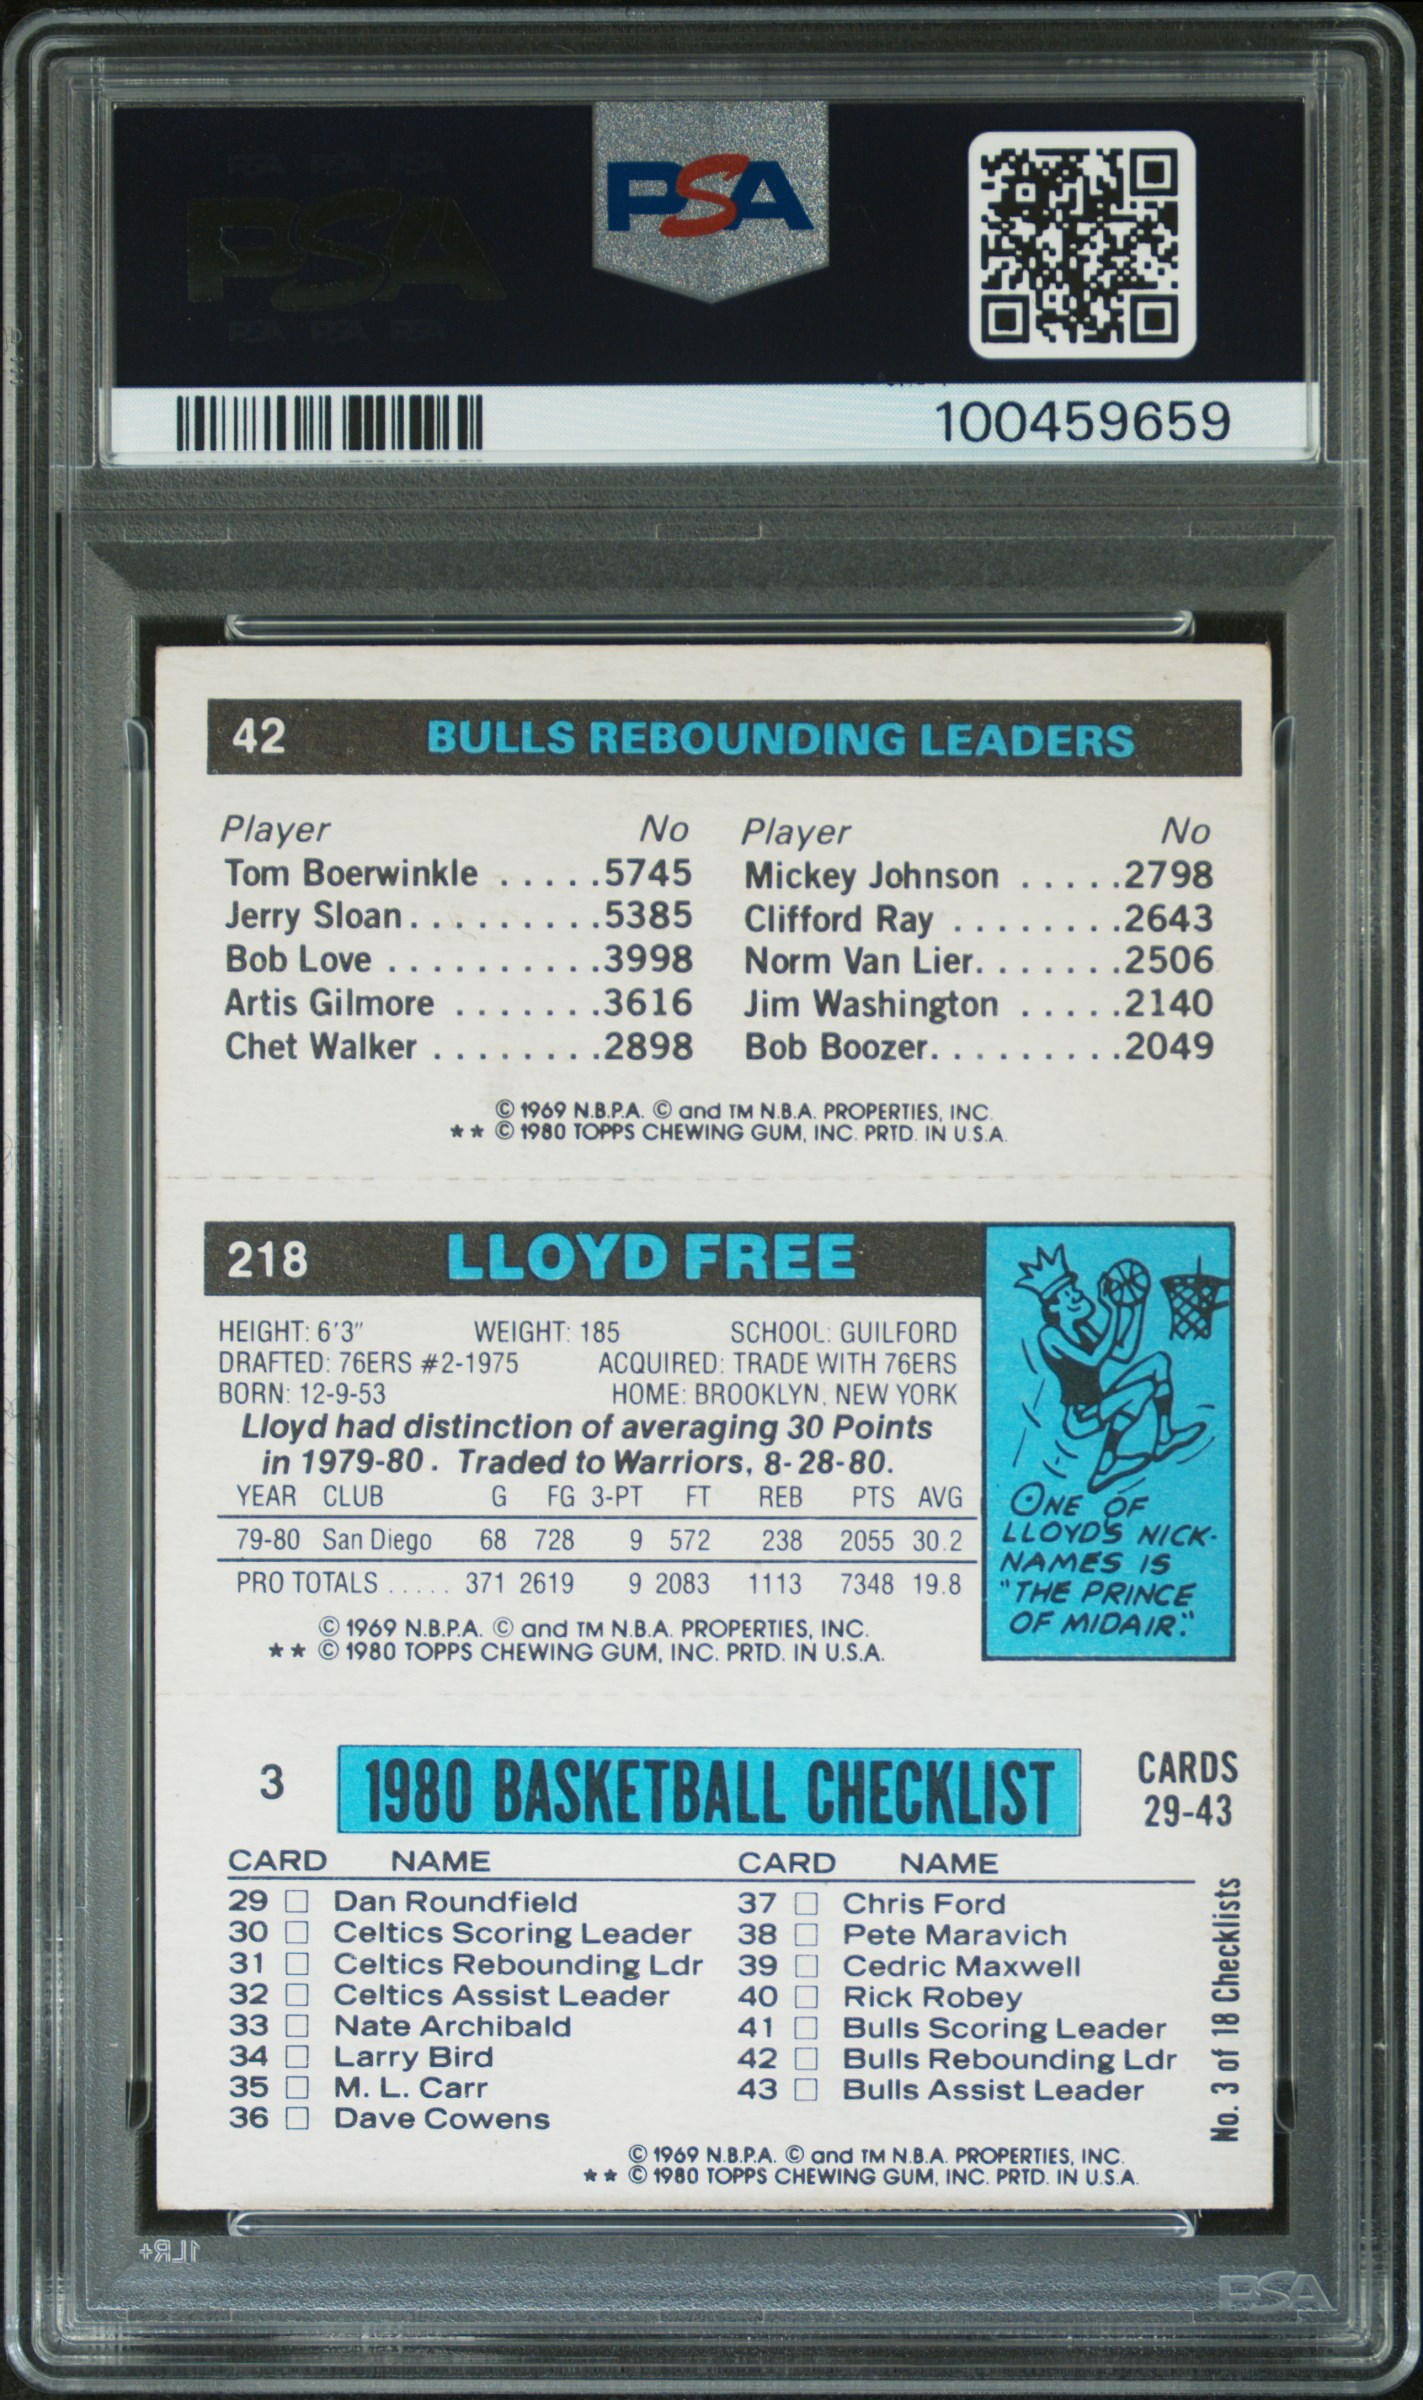 PSA PSA PSA
PSA
PSA PSA PSA
PSA
100459659
42 BULLS REBOUNDING LEADERS
Player No Player No
Tom Boerwinkle .....5745 Mickey Johnson .....2798
Jerry Sloan.........5385 Clifford Ray ........2643
Bob Love ..........3998 Norm Van Lier.......2506
Artis Gilmore .......3616 Jim Washington .....2140
Chet Walker ........2898 Bob Boozer.........2049
© 1969 N.B.P.A. © and TM N.B.A. PROPERTIES, INC.
** © 1980 TOPPS CHEWING GUM, INC. PRTD. IN U.S.A.
218 LLOYD FREE
HEIGHT: 6'3" WEIGHT: 185 SCHOOL: GUILFORD
DRAFTED: 76ERS #2-1975 ACQUIRED: TRADE WITH 76ERS
BORN: 12-9-53 HOME: BROOKLYN, NEW YORK
Lloyd had distinction of averaging 30 Points
in 1979-80. Traded to Warriors, 8-28-80.
YEAR CLUB G FG 3-PT FT REB PTS AVG
79-80 San Diego 68 728 9 572 238 2055 30.2
PRO TOTALS ..... 371 2619 9 2083 1113 7348 19.8
© 1969 N.B.P.A. © and TM N.B.A. PROPERTIES, INC.
** © 1980 TOPPS CHEWING GUM, INC. PRTD. IN U.S.A.
ONE OF
LLOYD'S NICK-
NAMES IS
"THE PRINCE
OF MIDAIR."
3 1980 BASKETBALL CHECKLIST CARDS
29-43
CARD NAME CARD NAME
29 □ Dan Roundfield 37 □ Chris Ford
30 □ Celtics Scoring Leader 38 □ Pete Maravich
31 □ Celtics Rebounding Ldr 39 □ Cedric Maxwell
32 □ Celtics Assist Leader 40 □ Rick Robey
33 □ Nate Archibald 41 □ Bulls Scoring Leader
34 □ Larry Bird 42 □ Bulls Rebounding Ldr
35 □ M. L. Carr 43 □ Bulls Assist Leader
36 □ Dave Cowens
No. 3 of 18 Checklists
© 1969 N.B.P.A. © and TM N.B.A. PROPERTIES, INC.
** © 1980 TOPPS CHEWING GUM, INC. PRTD. IN U.S.A.
1LR+
PSA